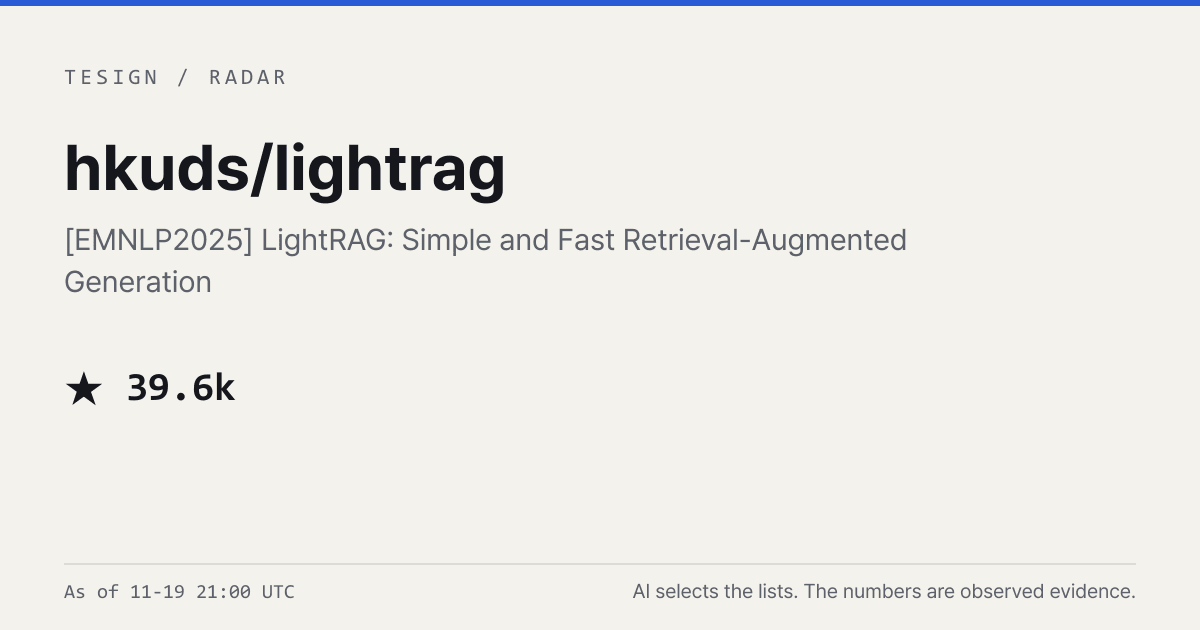 TESIGN / RADAR
hkuds/lightrag
[EMNLP2025] LightRAG: Simple and Fast Retrieval-Augmented
Generation
★ 39.6k
As of 11-19 21:00 UTC
AI selects the lists. The numbers are observed evidence.